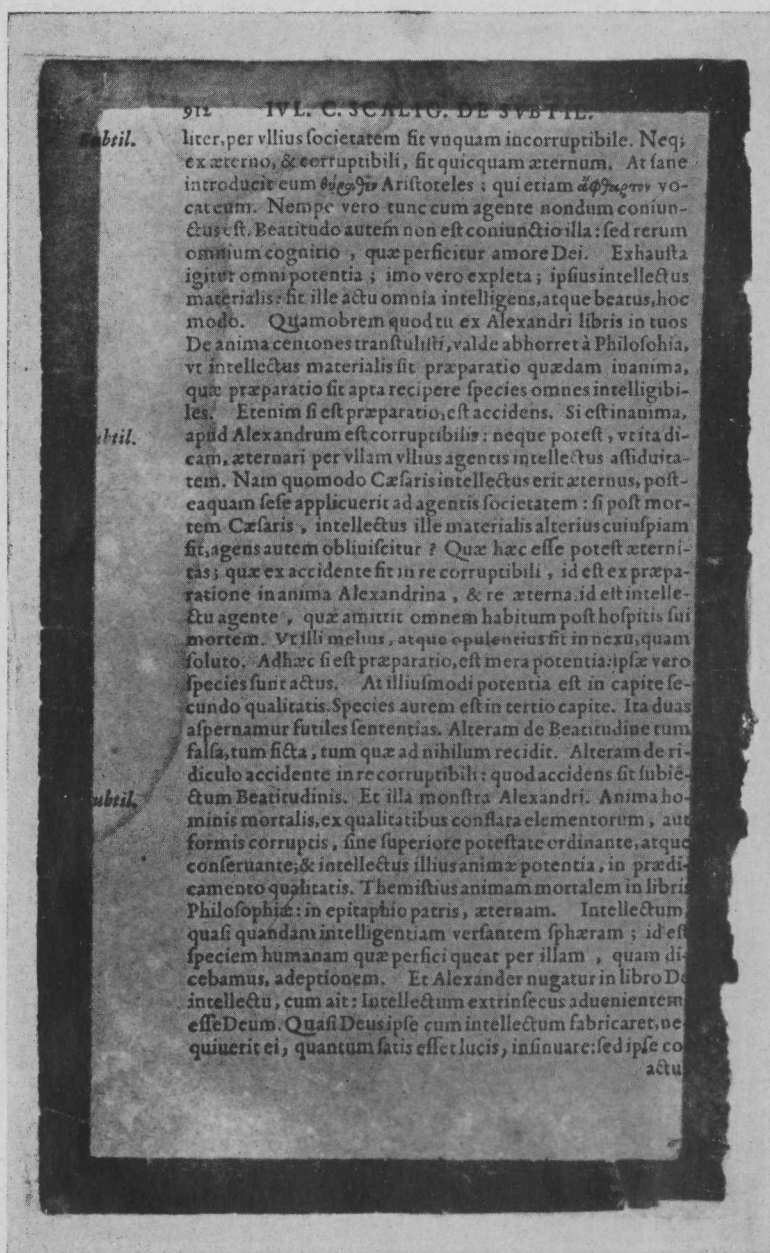 912 IVL. C. SCALIG. DE SVBTIL.
Subtil. liter, per vllius societatem fit vnquam incorruptibile. Neq;
ex æterno, & corruptibili, fit quicquam æternum. At sane
introducit eum θύραθεν Aristoteles; qui etiam ἄφθαρτον vo-
cat eum. Nempe vero tunc cum agente nondum coniun-
ctus est. Beatitudo autem non est coniunctio illa: sed rerum
omnium cognitio, quæ perficitur amore Dei. Exhausta
igitur omni potentia; imo vero expleta; ipsius intellectus
materialis: fit ille actu omnia intelligens, atque beatus, hoc
modo. Quamobrem quod tu ex Alexandri libris in tuos
De anima centones transtulisti, valde abhorret à Philosohia,
vt intellectus materialis sit præparatio quædam in anima,
quæ præparatio sit apta recipere species omnes intelligibi-
les. Etenim si est præparatio, est accidens. Si est in anima,
ubtil. apud Alexandrum est corruptibilis: neque potest, vt ita di-
cam, æternari per vllam vllius agentis intellectus assiduita-
tem. Nam quomodo Cæsaris intellectus erit æternus, post-
eaquam sese applicuerit ad agentis societatem: si post mor-
tem Cæsaris, intellectus ille materialis alterius cuiuspiam
fit, agens autem obliuiscitur? Quæ hæc esse potest æterni-
tas; quæ ex accidente fit in re corruptibili, id est ex præpa-
ratione in anima Alexandrina, & re æterna, id est intelle-
ctu agente, quæ amittit omnem habitum post hospitis sui
mortem. Vt illi melius, atque opulentius sit in nexu, quam
soluto. Adhæc si est præparatio, est mera potentia: ipsæ vero
species sunt actus. At illiusmodi potentia est in capite se-
cundo qualitatis. Species autem est in tertio capite. Ita duas
aspernamur futiles sententias. Alteram de Beatitudine tum
falsa, tum ficta, tum quæ ad nihilum recidit. Alteram de ri-
diculo accidente in re corruptibili: quod accidens sit subie-
ubtil. ctum Beatitudinis. Et illa monstra Alexandri. Anima ho-
minis mortalis, ex qualitatibus conflata elementorum, aut
formis corruptis, sine superiore potestate ordinante, atque
conseruante; & intellectus illius animæ potentia, in prædi-
camento qualitatis. Themistius animam mortalem in libris
Philosophiæ: in epitaphio patris, æternam. Intellectum,
quasi quandam intelligentiam versantem sphæram; id est
speciem humanam quæ perfici queat per illam, quam di-
cebamus, adeptionem. Et Alexander nugatur in libro De
intellectu, cum ait: Intellectum extrinsecus aduenientem
esse Deum. Quasi Deus ipse cum intellectum fabricaret, ne-
quiuerit ei, quantum satis esset lucis, insinuare: sed ipse co
actu